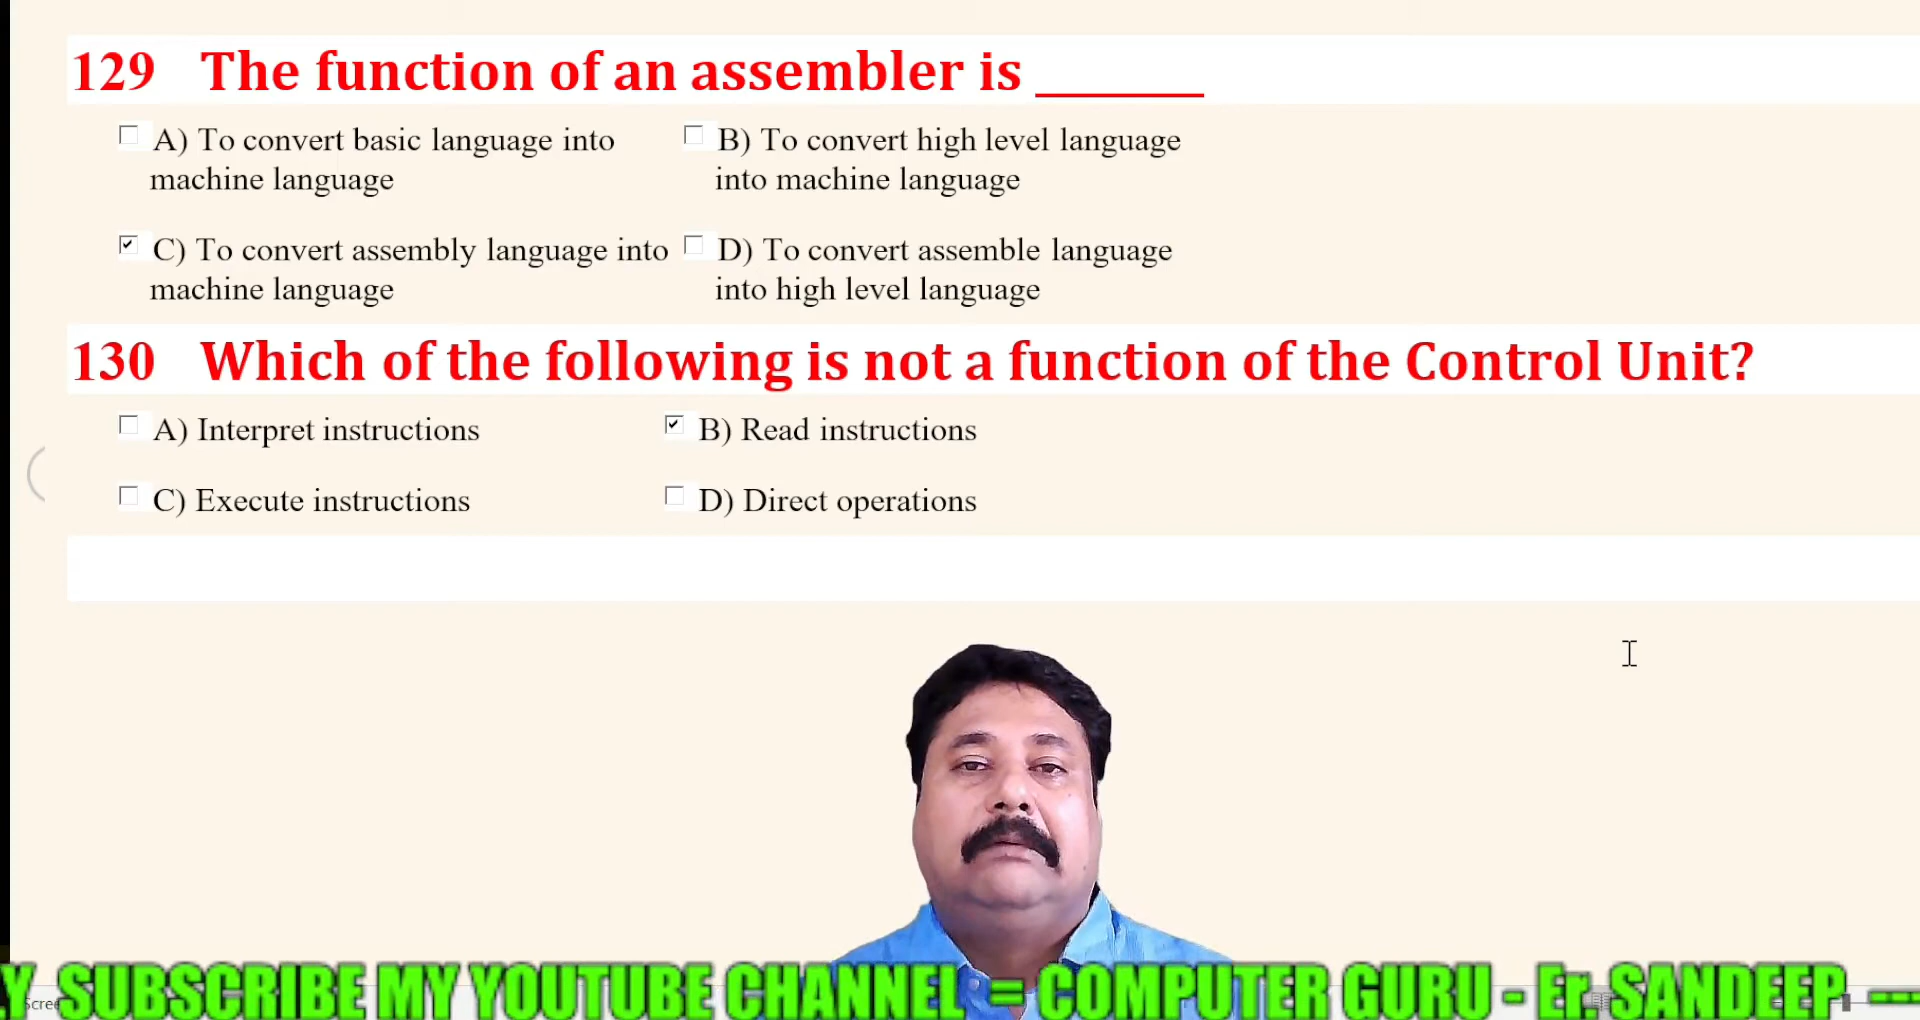 129 The function of an assembler is ______
A) To convert basic language into
machine language
B) To convert high level language
into machine language
C) To convert assembly language into
machine language
D) To convert assemble language
into high level language
130 Which of the following is not a function of the Control Unit?
A) Interpret instructions
B) Read instructions
C) Execute instructions
D) Direct operations
Y SUBSCRIBE MY YOUTUBE CHANNEL = COMPUTER GURU - Er. SANDEEP ---
Scree